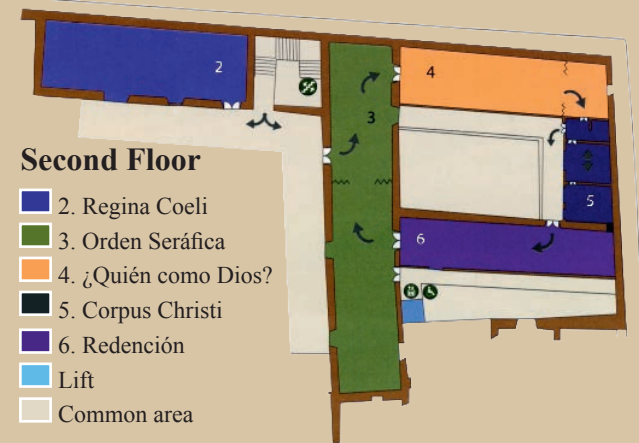 2
4
3
5
6
Second Floor
2. Regina Coeli
3. Orden Seráfica
4. ¿Quién como Dios?
5. Corpus Christi
6. Redención
Lift
Common area